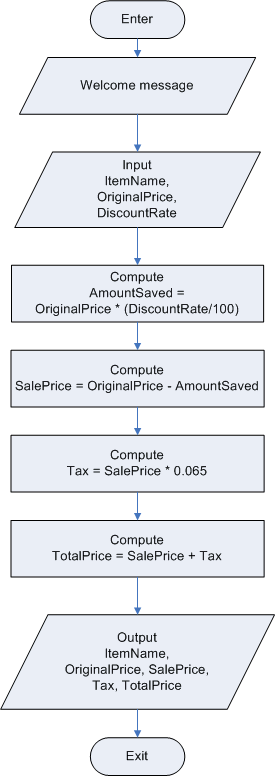 Enter
Welcome message
Input
ItemName,
OriginalPrice,
DiscountRate
Compute
AmountSaved =
OriginalPrice * (DiscountRate/100)
Compute
SalePrice = OriginalPrice - AmountSaved
Compute
Tax = SalePrice * 0.065
Compute
TotalPrice = SalePrice + Tax
Output
ItemName,
OriginalPrice, SalePrice,
Tax, TotalPrice
Exit